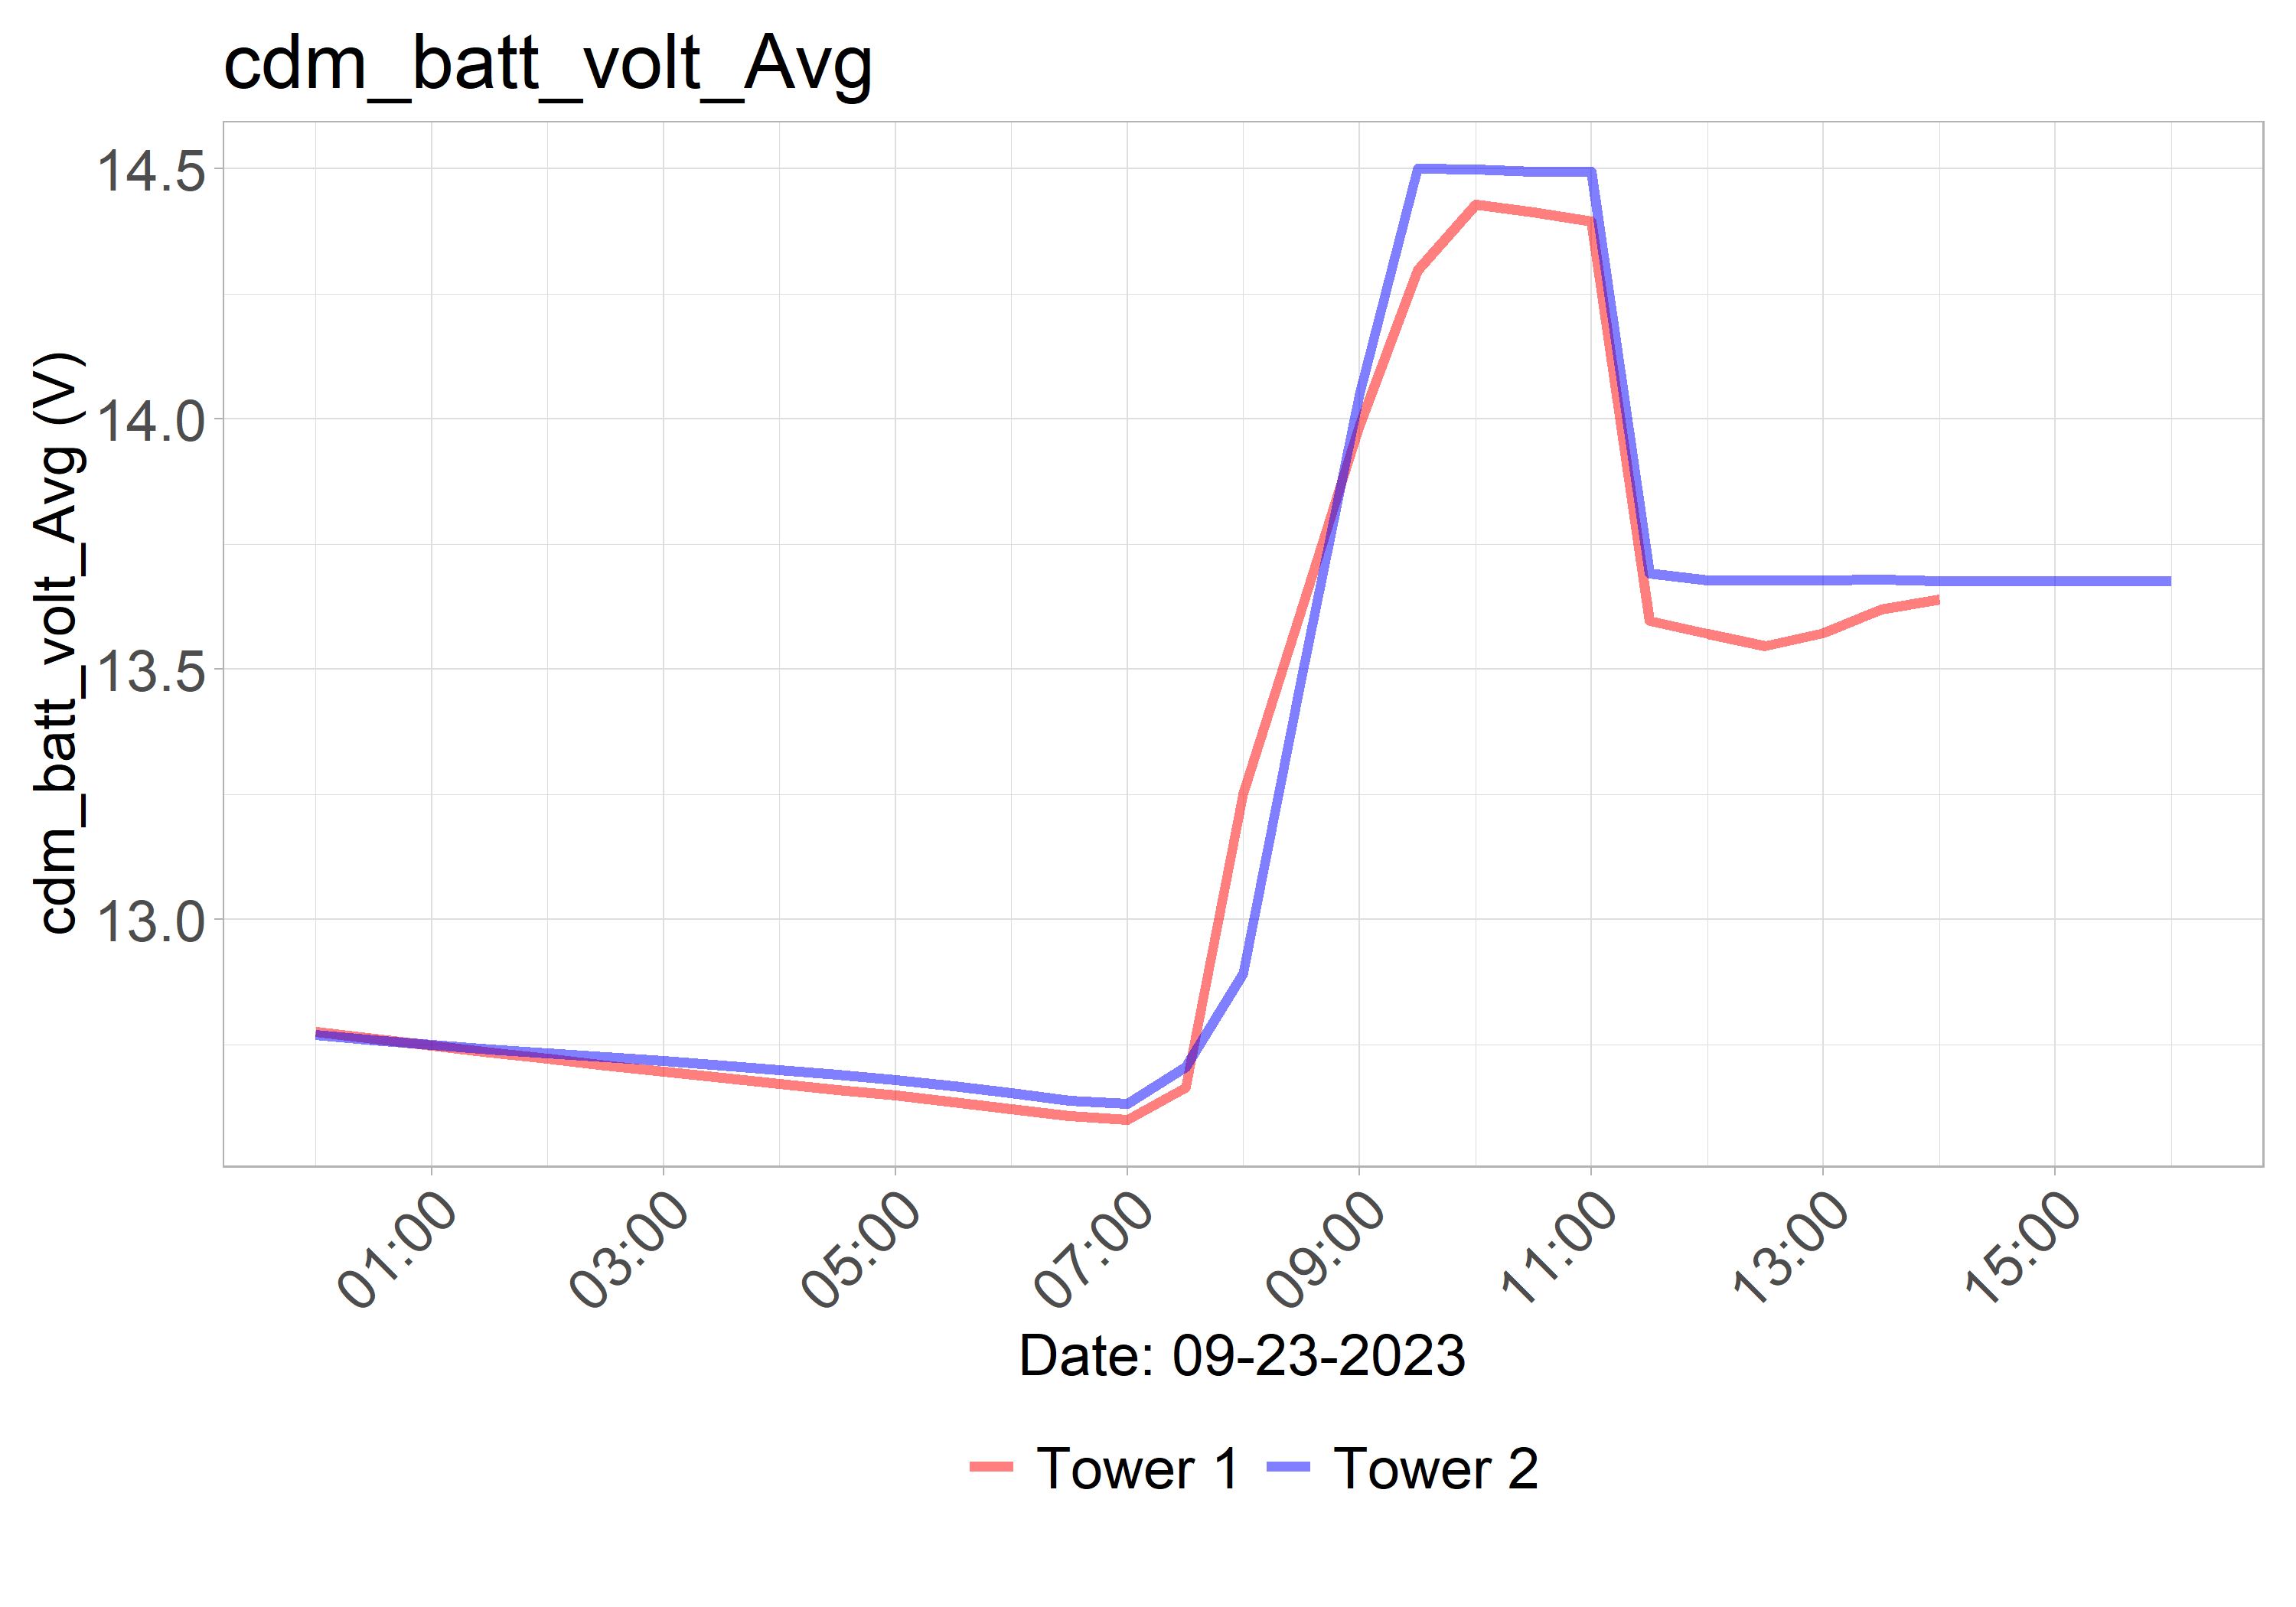 cdm_batt_volt_Avg
cdm_batt_volt_Avg (V)
14.5
14.0
13.5
13.0
01:00
03:00
05:00
07:00
09:00
11:00
13:00
15:00
Date: 09-23-2023
Tower 1
Tower 2